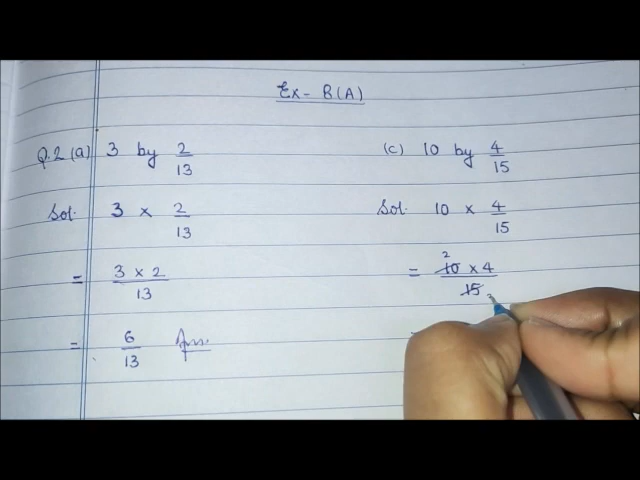 Ex - B(A)
Q.2 (a) 3 by 2/13
Sol. 3 × 2/13
= 3 × 2/13
= 6/13 Ans.
(c) 10 by 4/15
Sol. 10 × 4/15
= 2 10 × 4/15 3